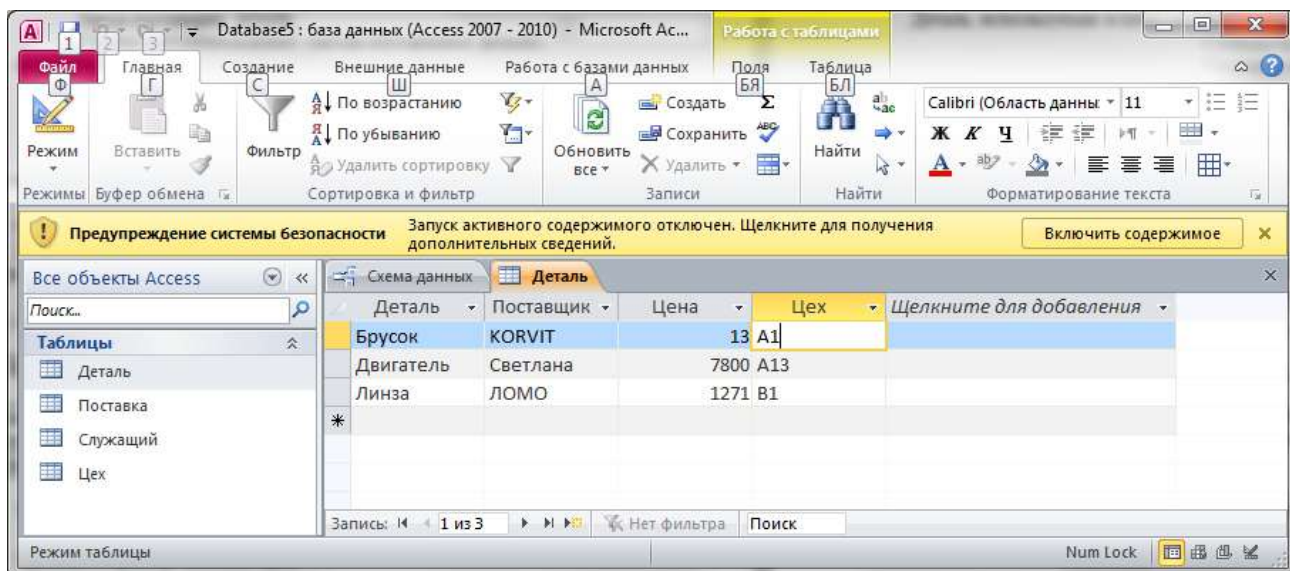 Database5 : база данных (Access 2007 - 2010) - Microsoft Ac...
Работа с таблицами
1 2 3
Файл Главная Создание Внешние данные Работа с базами данных Поля Таблица
Ф Г С Ш А БЯ БЛ
Режим
Вставить
Фильтр
По возрастанию
По убыванию
Удалить сортировку
Обновить все
Создать
Сохранить
Удалить
Найти
Calibri (Область данны 11
Ж К Ч
Режимы Буфер обмена Сортировка и фильтр Записи Найти Форматирование текста
Предупреждение системы безопасности
Запуск активного содержимого отключен. Щелкните для получения
дополнительных сведений.
Включить содержимое
Все объекты Access
Поиск...
Таблицы
Деталь
Поставка
Служащий
Цех
Схема данных Деталь
Деталь Поставщик Цена Цех Щелкните для добавления
Брусок KORVIT 13 A1
Двигатель Светлана 7800 A13
Линза ЛОМО 1271 B1
Запись: 1 из 3 Нет фильтра Поиск
Режим таблицы Num Lock